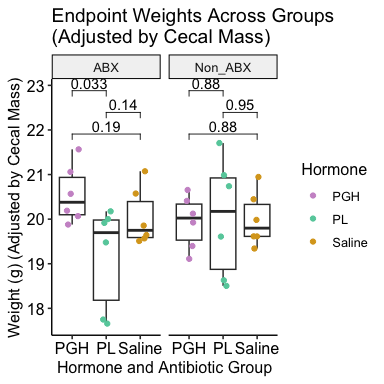 Endpoint Weights Across Groups
(Adjusted by Cecal Mass)
ABX
Non_ABX
Weight (g) (Adjusted by Cecal Mass)
23
22
21
20
19
18
0.033
0.14
0.19
0.88
0.95
0.88
PGH PL Saline
PGH PL Saline
Hormone and Antibiotic Group
Hormone
PGH
PL
Saline